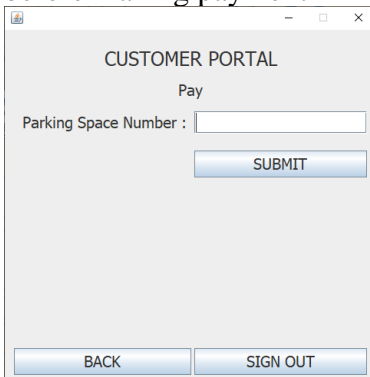 CUSTOMER PORTAL
Pay
Parking Space Number :
SUBMIT
BACK SIGN OUT